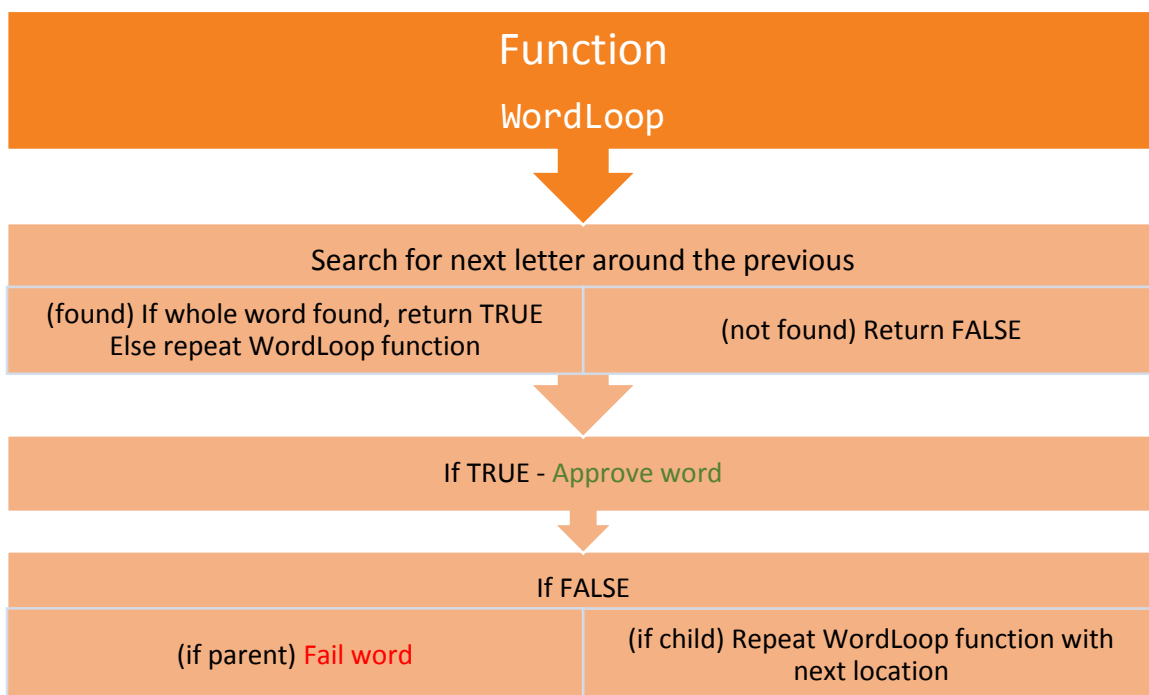 Function
WordLoop
Search for next letter around the previous
(found) If whole word found, return TRUE
Else repeat WordLoop function
(not found) Return FALSE
If TRUE - Approve word
If FALSE
(if parent) Fail word
(if child) Repeat WordLoop function with
next location